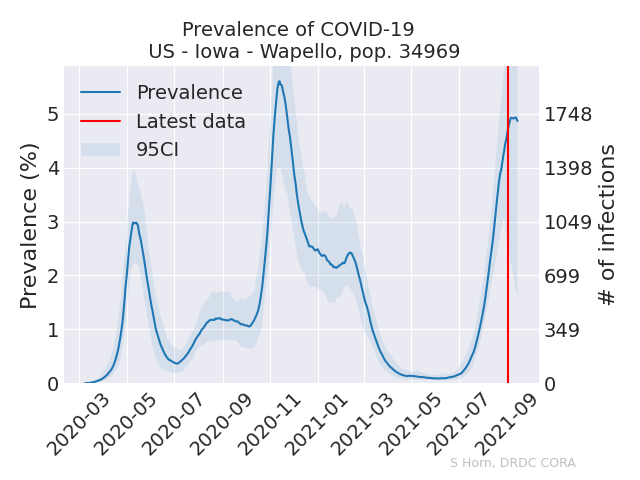 Prevalence of COVID-19
US - Iowa - Wapello, pop. 34969
Prevalence
Latest data
95CI
Prevalence (%)
5
4
3
2
1
0
1748
1398
1049
699
349
0
# of infections
2020-03
2020-05
2020-07
2020-09
2020-11
2021-01
2021-03
2021-05
2021-07
2021-09
S Horn, DRDC CORA